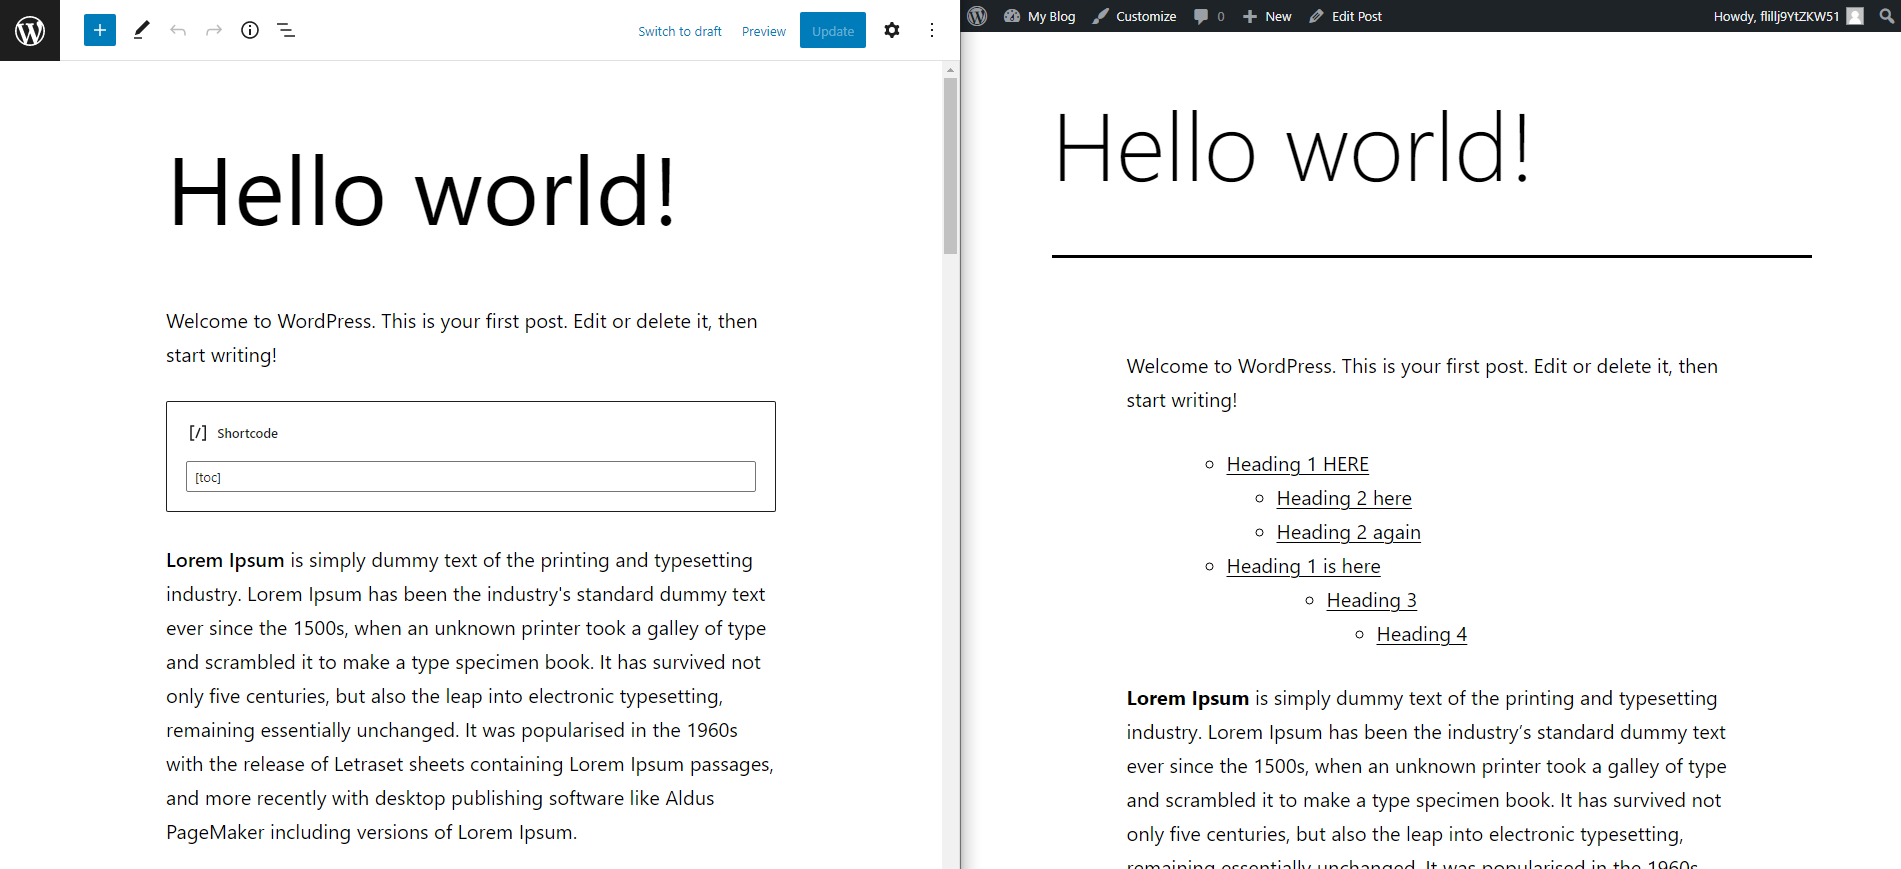 Switch to draft
Preview
Update
Hello world!
Welcome to WordPress. This is your first post. Edit or delete it, then
start writing!
[/] Shortcode
[toc]
Lorem Ipsum is simply dummy text of the printing and typesetting
industry. Lorem Ipsum has been the industry's standard dummy text
ever since the 1500s, when an unknown printer took a galley of type
and scrambled it to make a type specimen book. It has survived not
only five centuries, but also the leap into electronic typesetting,
remaining essentially unchanged. It was popularised in the 1960s
with the release of Letraset sheets containing Lorem Ipsum passages,
and more recently with desktop publishing software like Aldus
PageMaker including versions of Lorem Ipsum.
My Blog
Customize
0
New
Edit Post
Howdy, flillj9YtZKW51
Hello world!
Welcome to WordPress. This is your first post. Edit or delete it, then
start writing!
Heading 1 HERE
Heading 2 here
Heading 2 again
Heading 1 is here
Heading 3
Heading 4
Lorem Ipsum is simply dummy text of the printing and typesetting
industry. Lorem Ipsum has been the industry’s standard dummy text
ever since the 1500s, when an unknown printer took a galley of type
and scrambled it to make a type specimen book. It has survived not
only five centuries, but also the leap into electronic typesetting,
remaining essentially unchanged. It was popularised in the 1960s